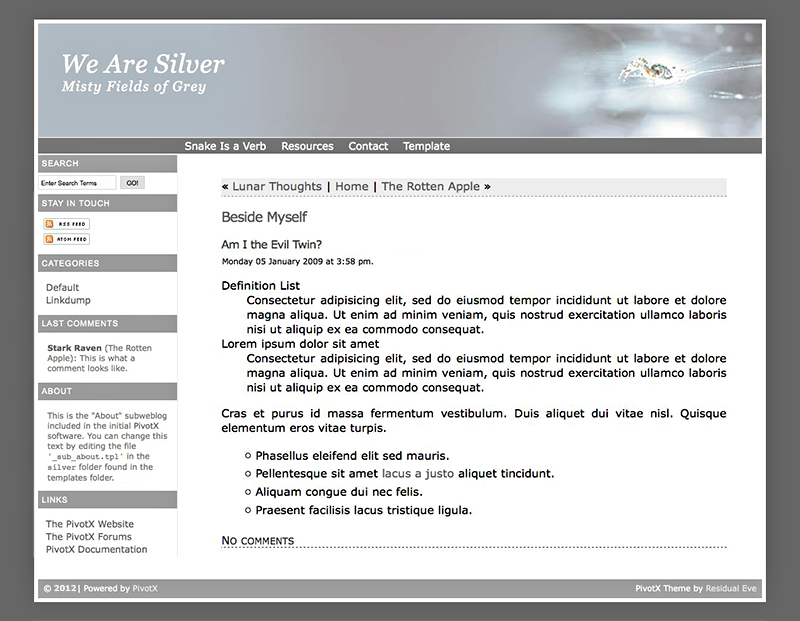 We Are Silver
Misty Fields of Grey
Snake Is a Verb Resources Contact Template
SEARCH
Enter Search Terms GO!
STAY IN TOUCH
RSS FEED
ATOM FEED
CATEGORIES
Default
Linkdump
LAST COMMENTS
Stark Raven (The Rotten
Apple): This is what a
comment looks like.
ABOUT
This is the "About" subweblog
included in the initial PivotX
software. You can change this
text by editing the file
'_sub_about.tpl' in the
silver folder found in the
templates folder.
LINKS
The PivotX Website
The PivotX Forums
PivotX Documentation
« Lunar Thoughts | Home | The Rotten Apple »
Beside Myself
Am I the Evil Twin?
Monday 05 January 2009 at 3:58 pm.
Definition List
Consectetur adipisicing elit, sed do eiusmod tempor incididunt ut labore et dolore
magna aliqua. Ut enim ad minim veniam, quis nostrud exercitation ullamco laboris
nisi ut aliquip ex ea commodo consequat.
Lorem ipsum dolor sit amet
Consectetur adipisicing elit, sed do eiusmod tempor incididunt ut labore et dolore
magna aliqua. Ut enim ad minim veniam, quis nostrud exercitation ullamco laboris
nisi ut aliquip ex ea commodo consequat.
Cras et purus id massa fermentum vestibulum. Duis aliquet dui vitae nisl. Quisque
elementum eros vitae turpis.
Phasellus eleifend elit sed mauris.
Pellentesque sit amet lacus a justo aliquet tincidunt.
Aliquam congue dui nec felis.
Praesent facilisis lacus tristique ligula.
No comments
© 2012| Powered by PivotX
PivotX Theme by Residual Eve